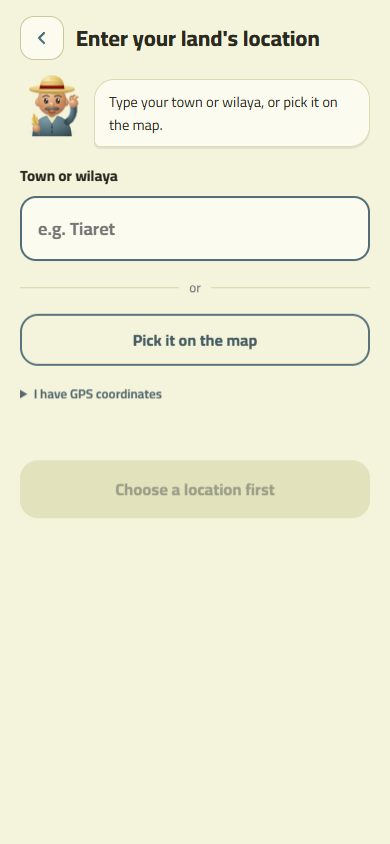 Enter your land's location
Type your town or wilaya, or pick it on
the map.
Town or wilaya
e.g. Tiaret
or
Pick it on the map
I have GPS coordinates
Choose a location first